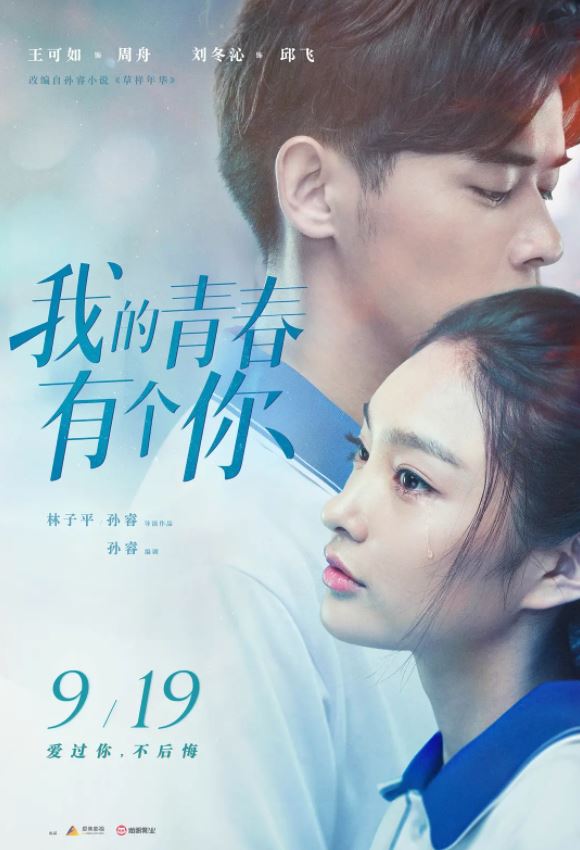 王可如 饰 周舟 刘冬沁 饰 邱飞
改编自孙睿小说《草样年华》
我的青春
有个你
林子平/孙睿 导演作品
孙睿 编剧
9/19
爱过你,不后悔